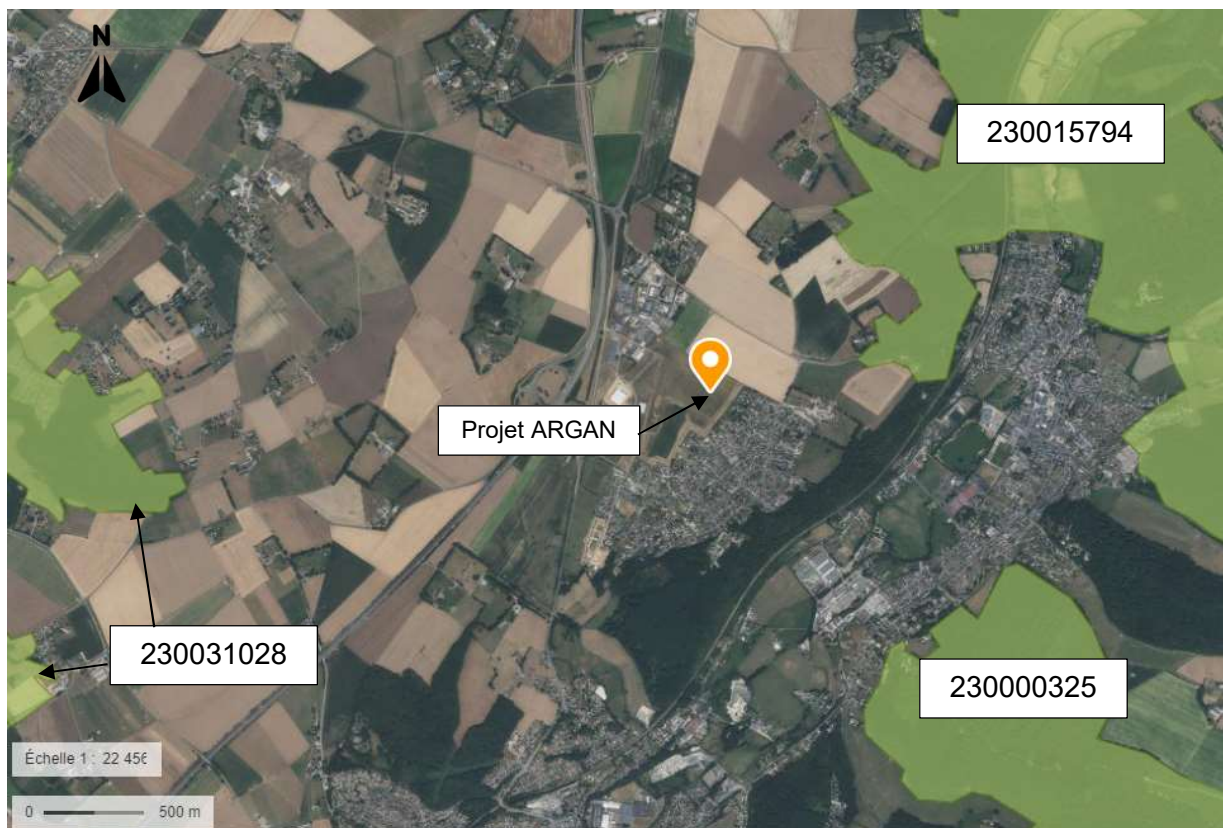 N
230015794
Projet ARGAN
230031028
230000325
Échelle 1 : 22 456
0 500 m